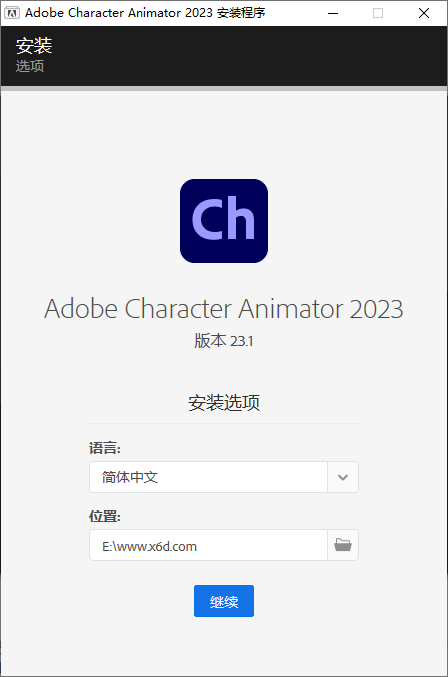 Adobe Character Animator 2023 安装程序
安装
选项
Ch
Adobe Character Animator 2023
版本 23.1
安装选项
语言:
简体中文
位置:
E:\www.x6d.com
继续